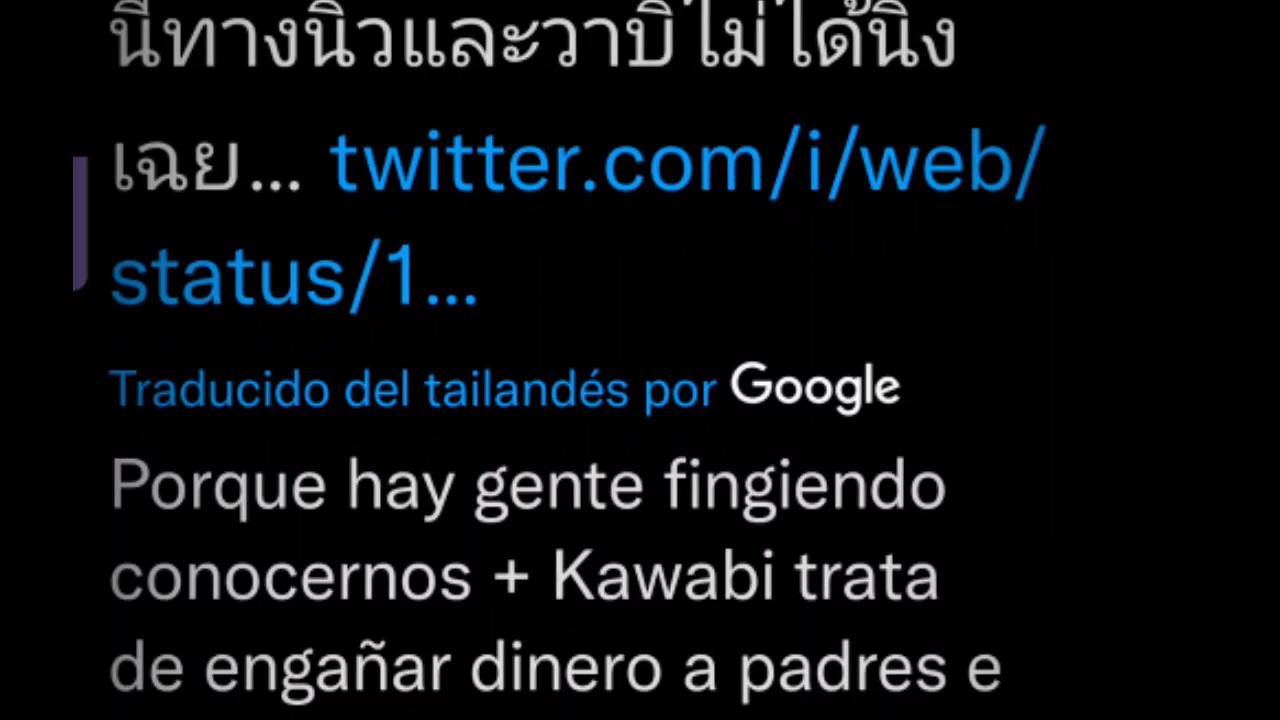 นี้ทางนิวและวาบิไม่ได้นิ่ง
เฉย... twitter.com/i/web/
status/1...
Traducido del tailandés por Google
Porque hay gente fingiendo
conocernos + Kawabi trata
de engañar dinero a padres e